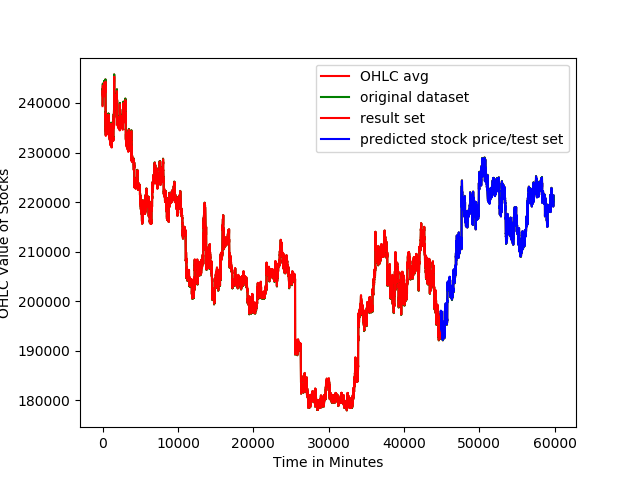 OHLC avg
original dataset
result set
predicted stock price/test set
240000
230000
220000
210000
200000
190000
180000
OHLC Value of Stocks
0
10000
20000
30000
40000
50000
60000
Time in Minutes